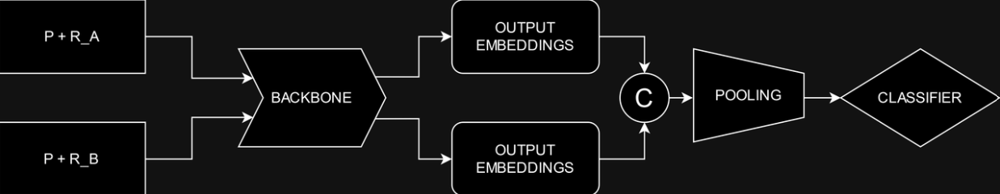 P + R_A
P + R_B
BACKBONE
OUTPUT
EMBEDDINGS
OUTPUT
EMBEDDINGS
C
POOLING
CLASSIFIER